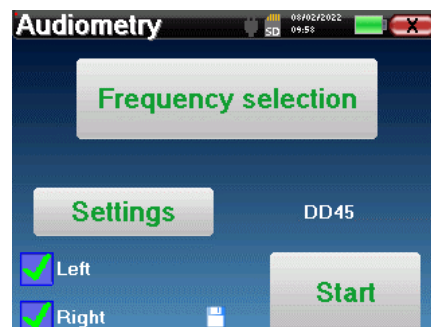 Audiometry
SD
08/02/2022
09:58
X
Frequency selection
Settings
DD45
Left
Start
Right